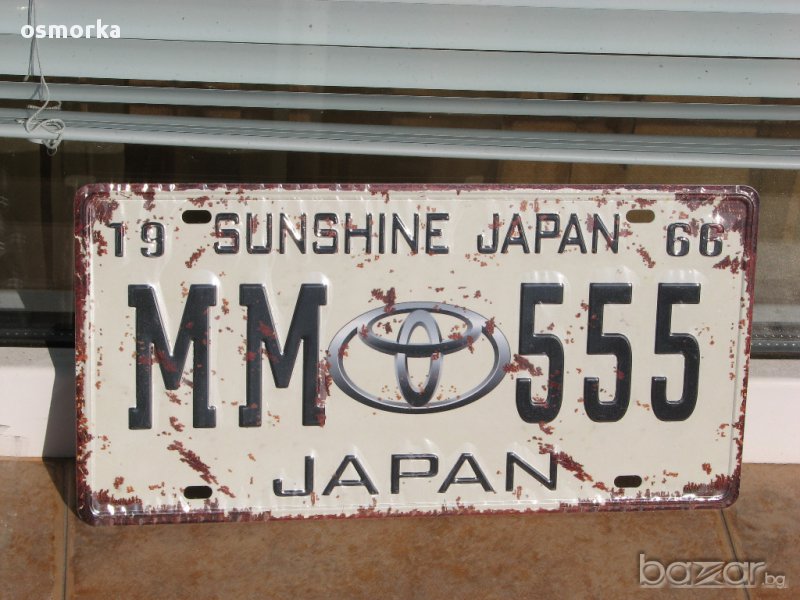 osmorka
19 SUNSHINE JAPAN 66
MM 555
JAPAN
bazar.bg